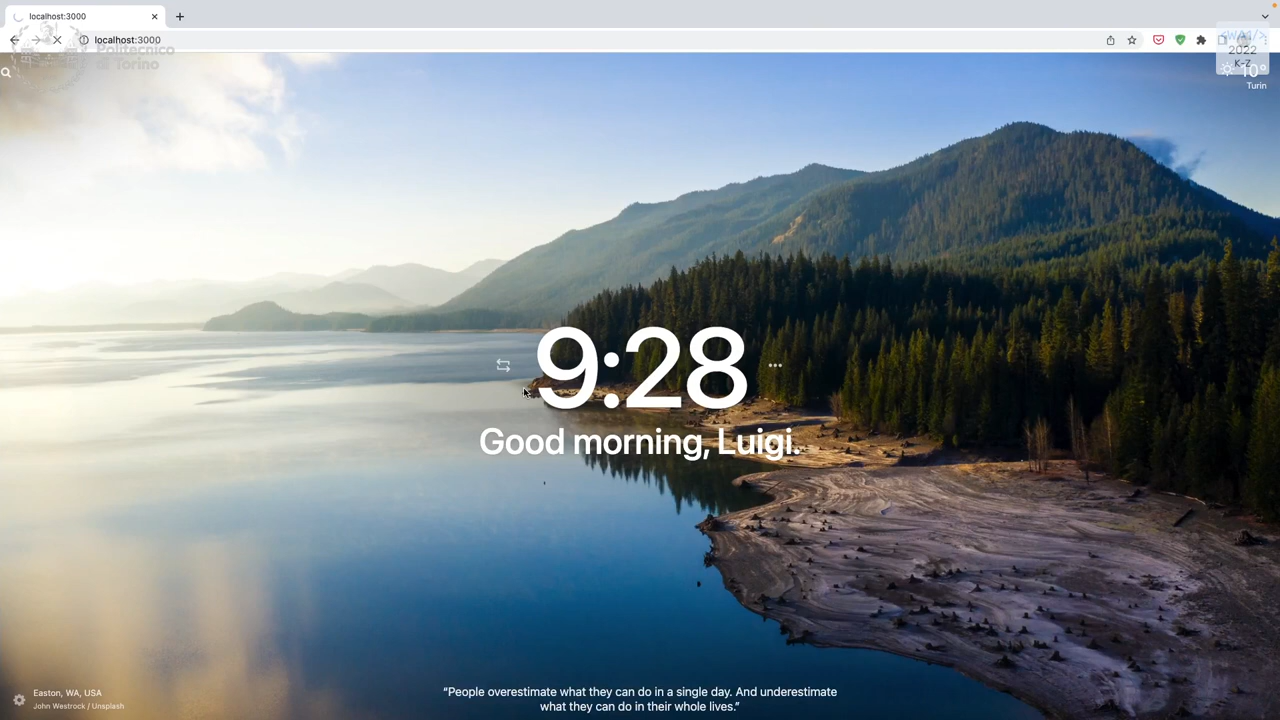 localhost:3000
localhost:3000
Politecnico
di Torino
<WA1/>
2022
K-Z
10°
Turin
9:28
Good morning, Luigi.
Easton, WA, USA
John Westrock / Unsplash
“People overestimate what they can do in a single day. And underestimate
what they can do in their whole lives.”